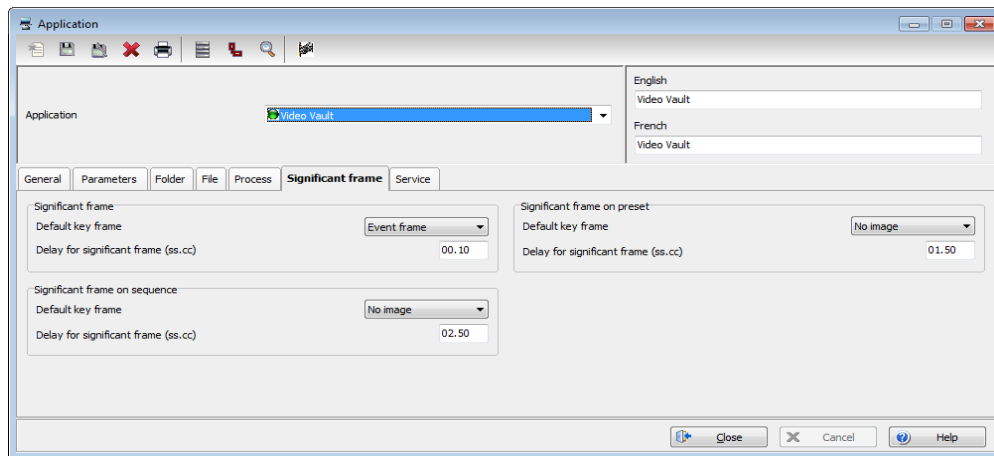 Application
English
Video Vault
Application
Video Vault
French
Video Vault
General Parameters Folder File Process Significant frame Service
Significant frame
Default key frame Event frame
Delay for significant frame (ss.cc) 00.10
Significant frame on preset
Default key frame No image
Delay for significant frame (ss.cc) 01.50
Significant frame on sequence
Default key frame No image
Delay for significant frame (ss.cc) 02.50
Close Cancel Help